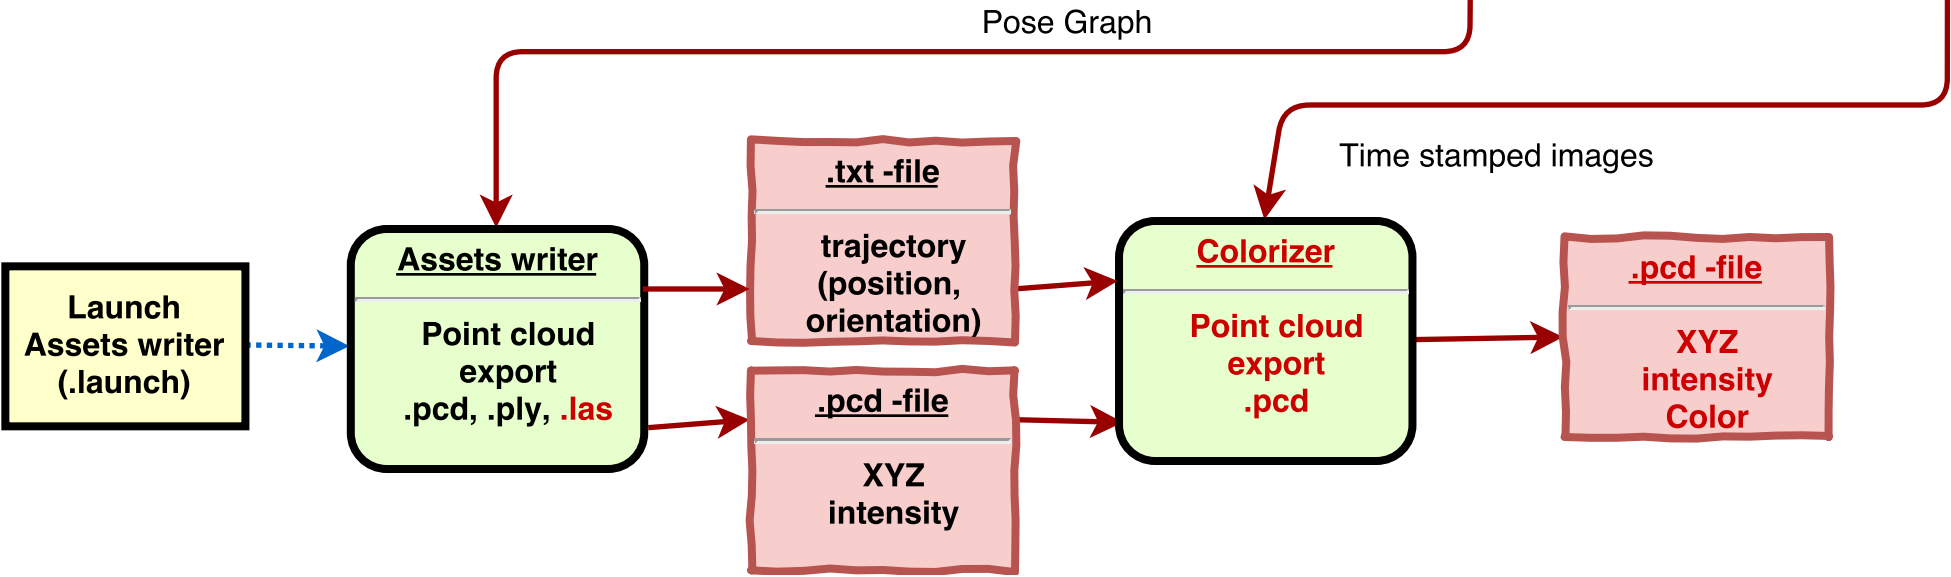 Pose Graph
Time stamped images
Launch
Assets writer
(.launch)
Assets writer
Point cloud
export
.pcd, .ply, .las
.txt -file
trajectory
(position,
orientation)
.pcd -file
XYZ
intensity
Colorizer
Point cloud
export
.pcd
.pcd -file
XYZ
intensity
Color